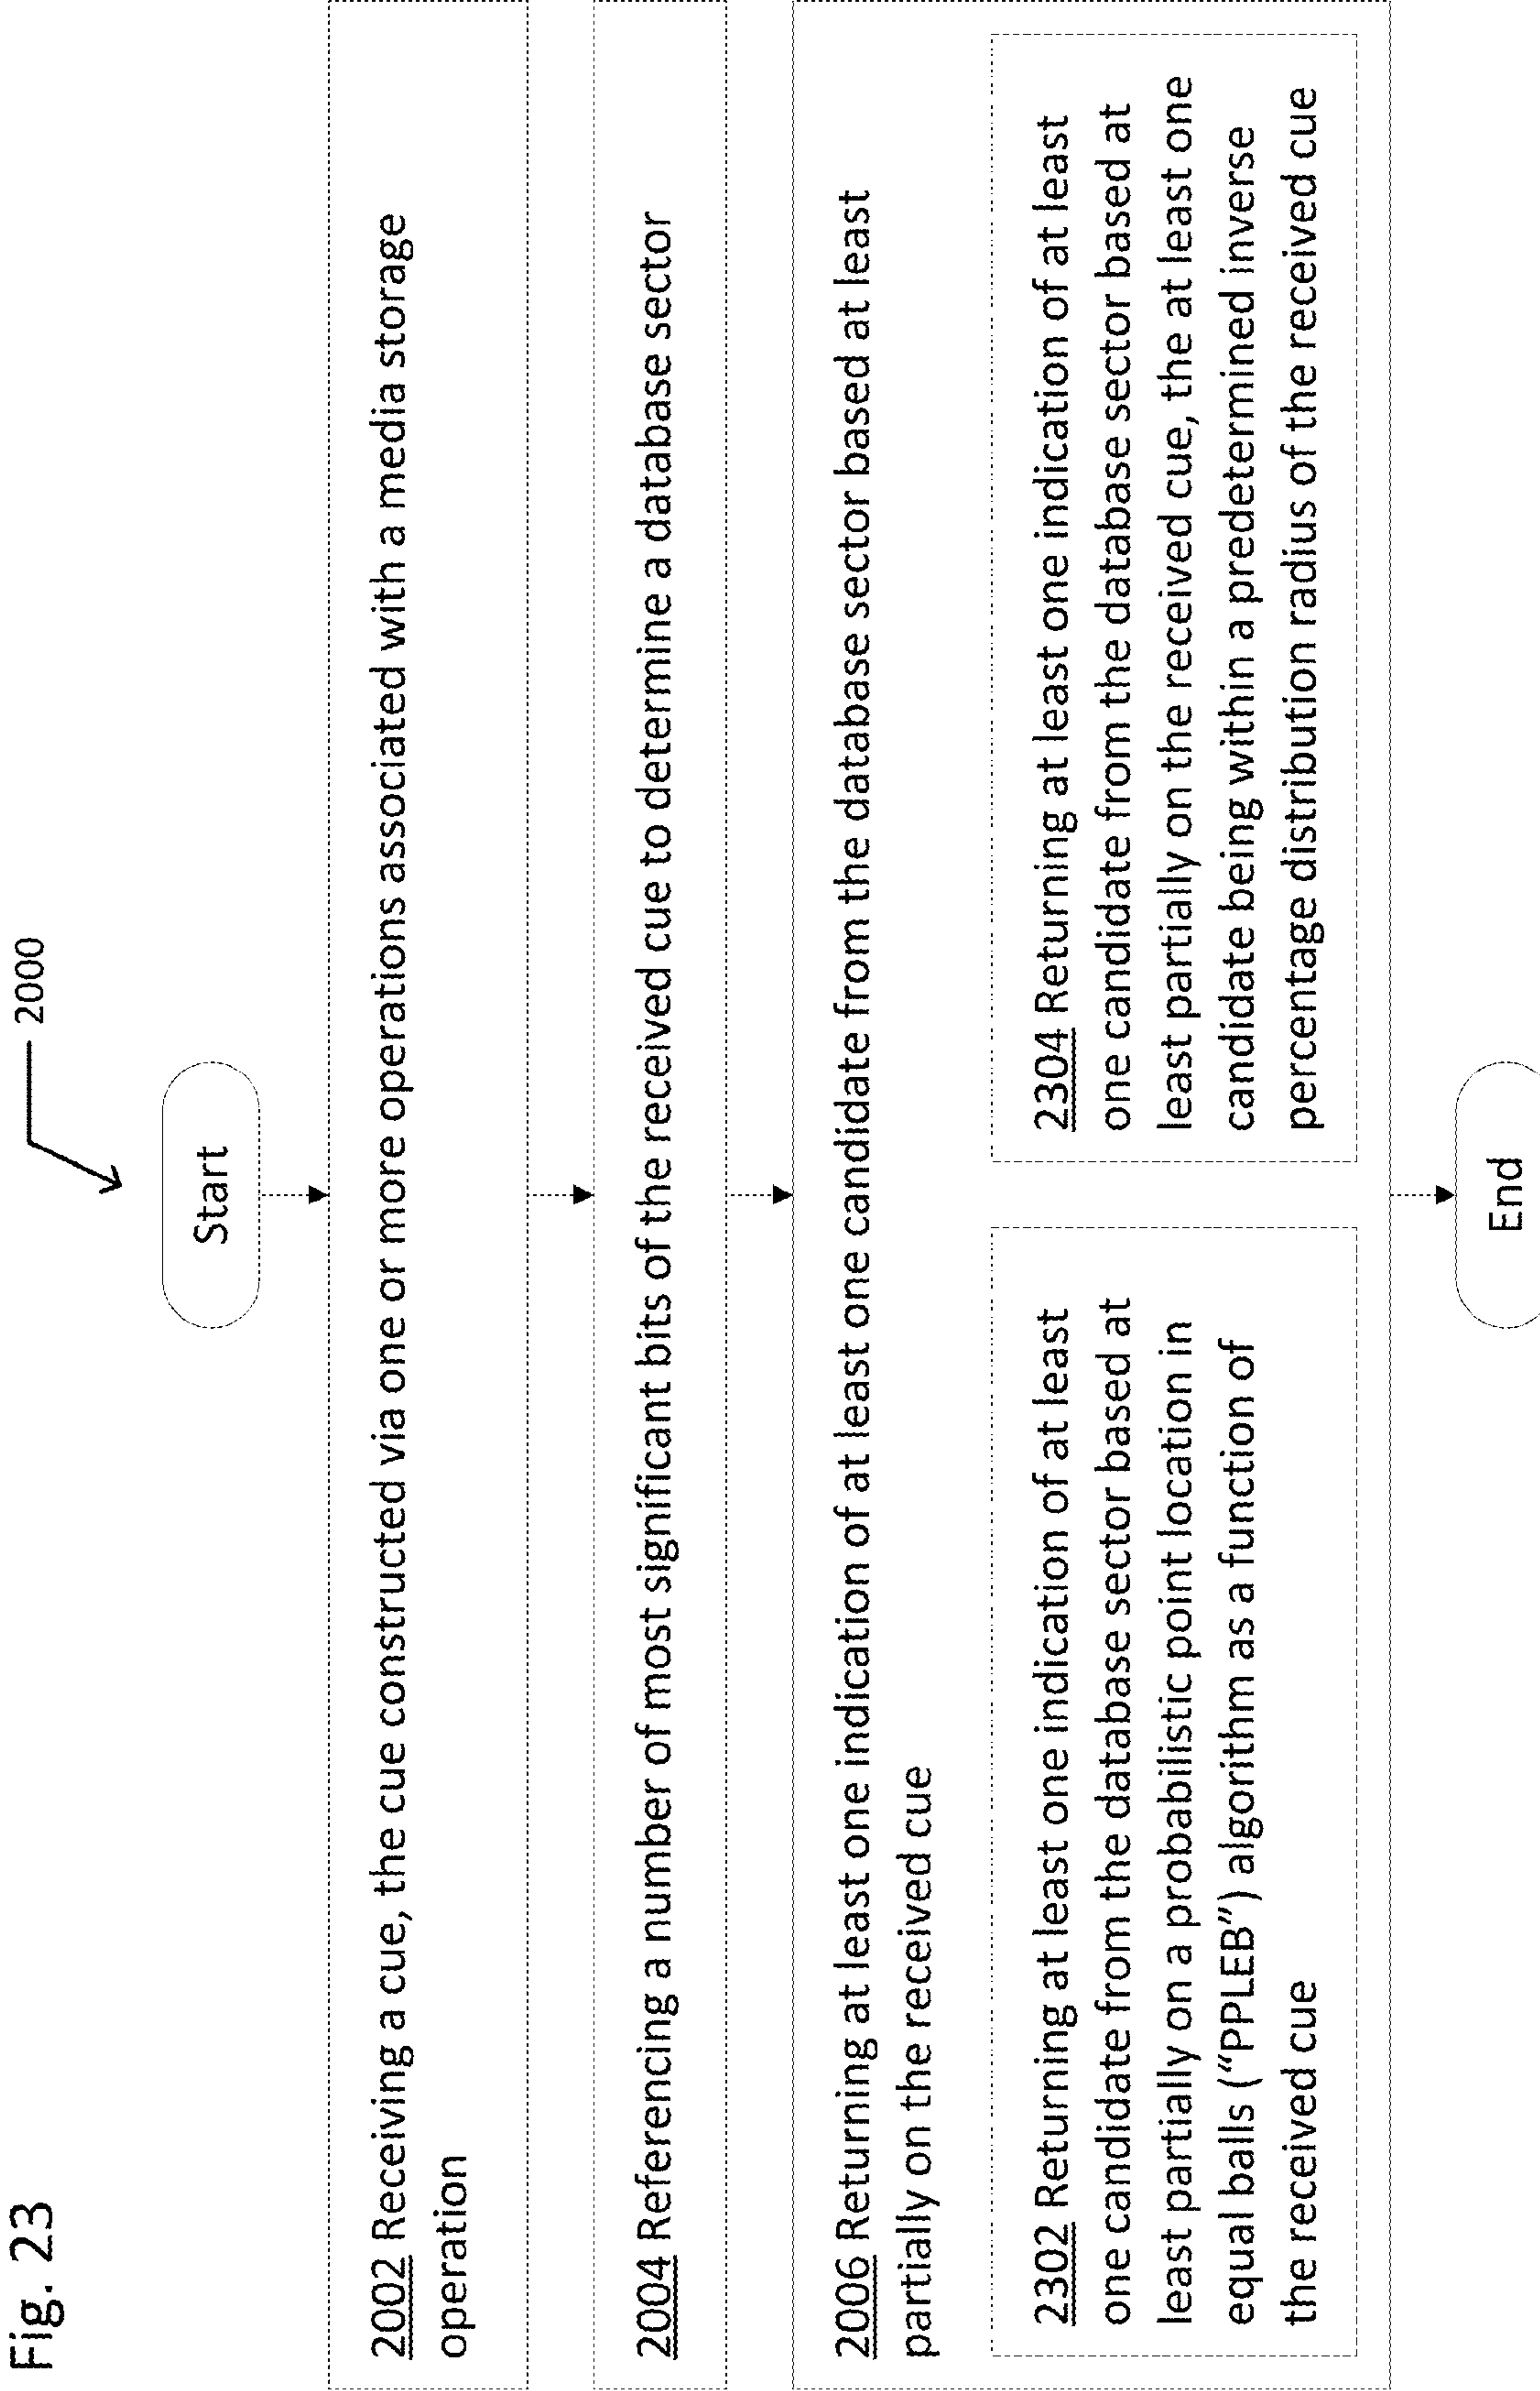 Fig. 23
2000
Start
2002 Receiving a cue, the cue constructed via one or more operations associated with a media storage
operation
2004 Referencing a number of most significant bits of the received cue to determine a database sector
2006 Returning at least one indication of at least one candidate from the database sector based at least
partially on the received cue
2302 Returning at least one indication of at least
one candidate from the database sector based at
least partially on a probabilistic point location in
equal balls (“PPLEB”) algorithm as a function of
the received cue
2304 Returning at least one indication of at least
one candidate from the database sector based at
least partially on the received cue, the at least one
candidate being within a predetermined inverse
percentage distribution radius of the received cue
End